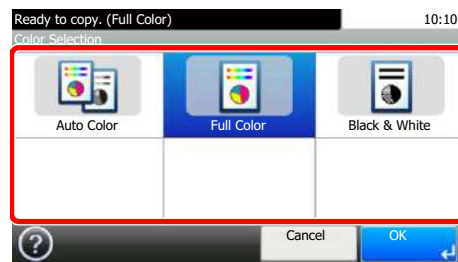 Ready to copy. (Full Color) 10:10
Color Selection
Auto Color Full Color Black & White
? Cancel OK